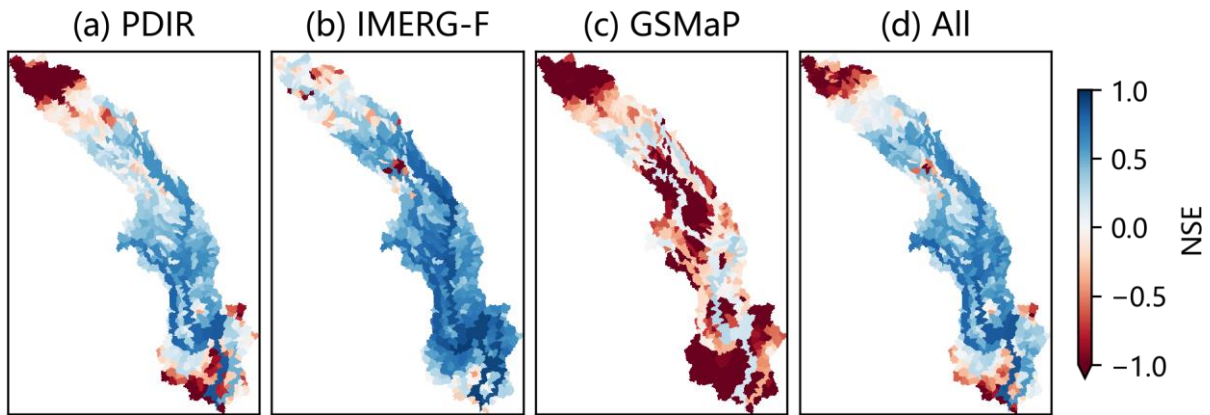 (a) PDIR
(b) IMERG-F
(c) GSMaP
(d) All
1.0
0.5
0.0
−0.5
−1.0
NSE